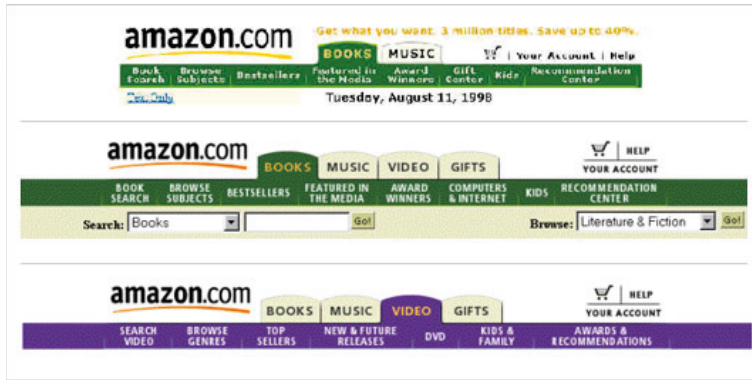 amazon.com
Get what you want. 3 million titles. Save up to 40%.
BOOKS MUSIC | Your Account | Help
Book Search Browse Subjects Bestsellers Featured in the Media Award Winners Gift Center Kids Recommendation Center
Text Only
Tuesday, August 11, 1998
amazon.com
BOOKS MUSIC VIDEO GIFTS
HELP
YOUR ACCOUNT
BOOK SEARCH BROWSE SUBJECTS BESTSELLERS FEATURED IN THE MEDIA AWARD WINNERS COMPUTERS & INTERNET KIDS RECOMMENDATION CENTER
Search: Books Go! Browse: Literature & Fiction Go!
amazon.com
BOOKS MUSIC VIDEO GIFTS
HELP
YOUR ACCOUNT
SEARCH VIDEO BROWSE GENRES TOP SELLERS NEW & FUTURE RELEASES DVD KIDS & FAMILY AWARDS & RECOMMENDATIONS